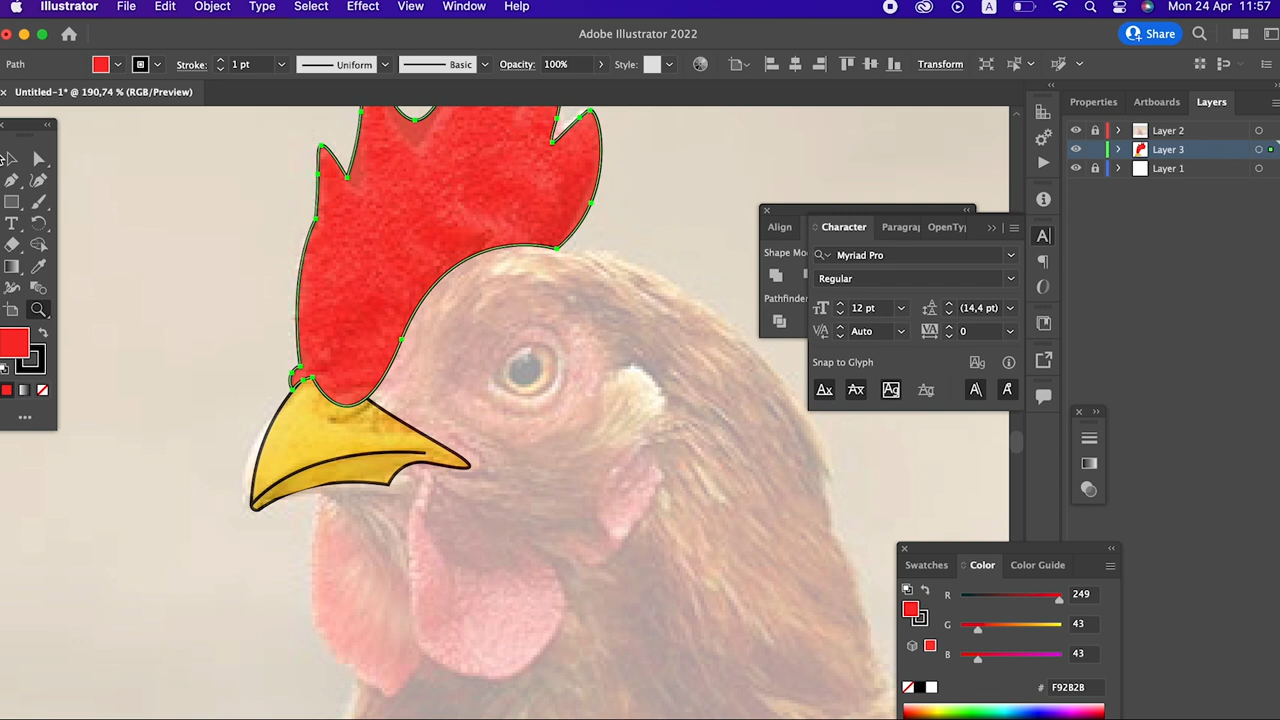 Illustrator File Edit Object Type Select Effect View Window Help A Mon 24 Apr 11:57
Adobe Illustrator 2022 Share
Path Stroke: 1 pt Uniform Basic Opacity: 100% Style: Transform
Untitled-1* @ 190,74 % (RGB/Preview)
Properties Artboards Layers
Layer 2
Layer 3
Layer 1
Align Character Paragra OpenTy
Shape Mo Myriad Pro
Regular
Pathfinde
12 pt (14,4 pt)
Auto 0
Snap to Glyph
Swatches Color Color Guide
R 249
G 43
B 43
# F92B2B